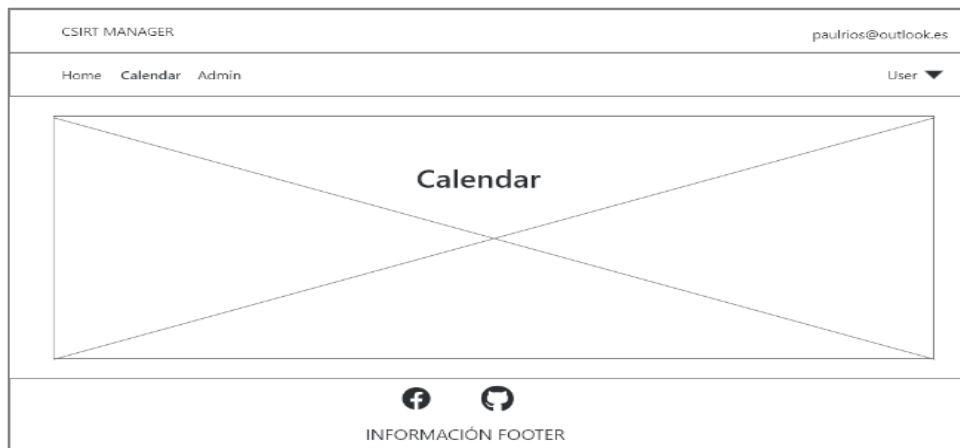 CSIRT MANAGER
paulrios@outlook.es
Home Calendar Admin
User
Calendar
INFORMACIÓN FOOTER